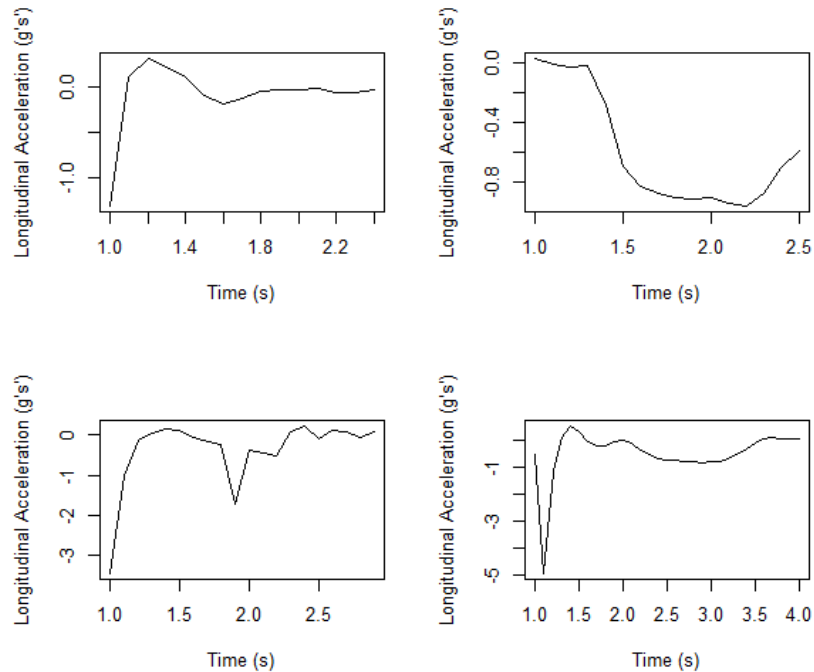 Longitudinal Acceleration (g's')
0.0
-1.0
1.0 1.4 1.8 2.2
Time (s)
Longitudinal Acceleration (g's')
0.0
-0.4
-0.8
1.0 1.5 2.0 2.5
Time (s)
Longitudinal Acceleration (g's')
0
-1
-2
-3
1.0 1.5 2.0 2.5
Time (s)
Longitudinal Acceleration (g's')
-1
-3
-5
1.0 1.5 2.0 2.5 3.0 3.5 4.0
Time (s)